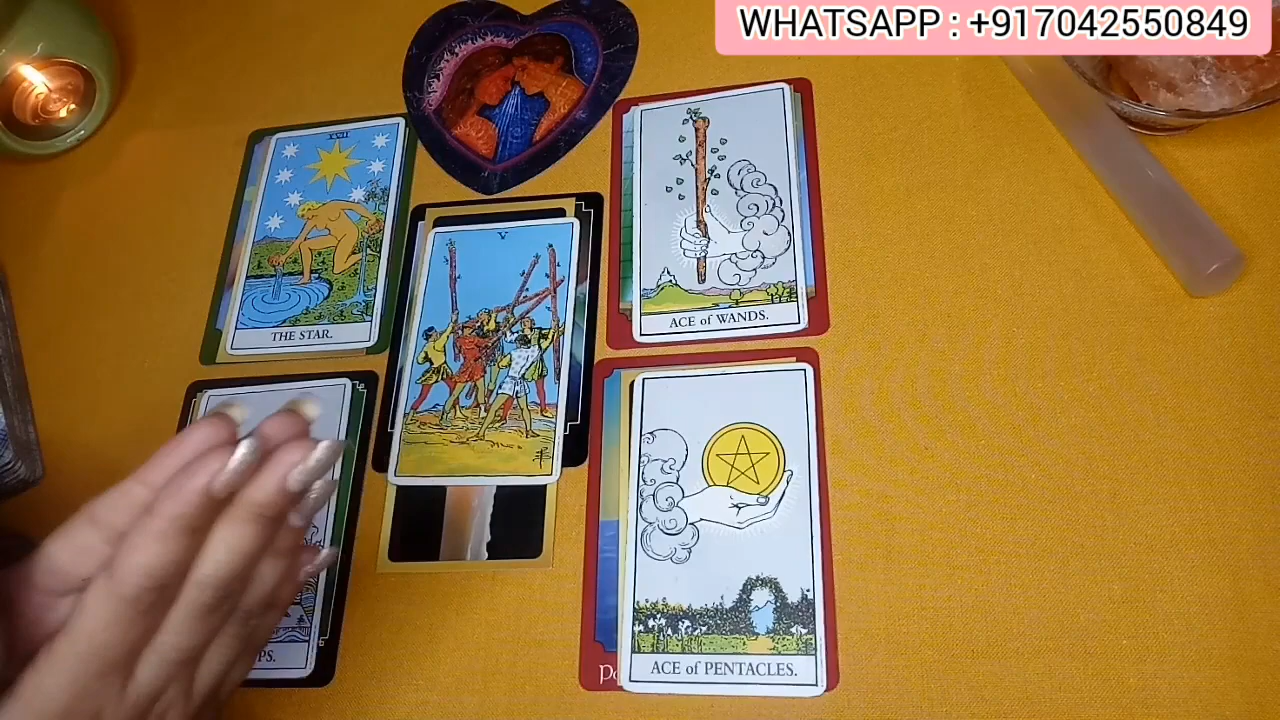 WHATSAPP : +917042550849
XVII
THE STAR.
V
ACE of WANDS.
ACE of PENTACLES.